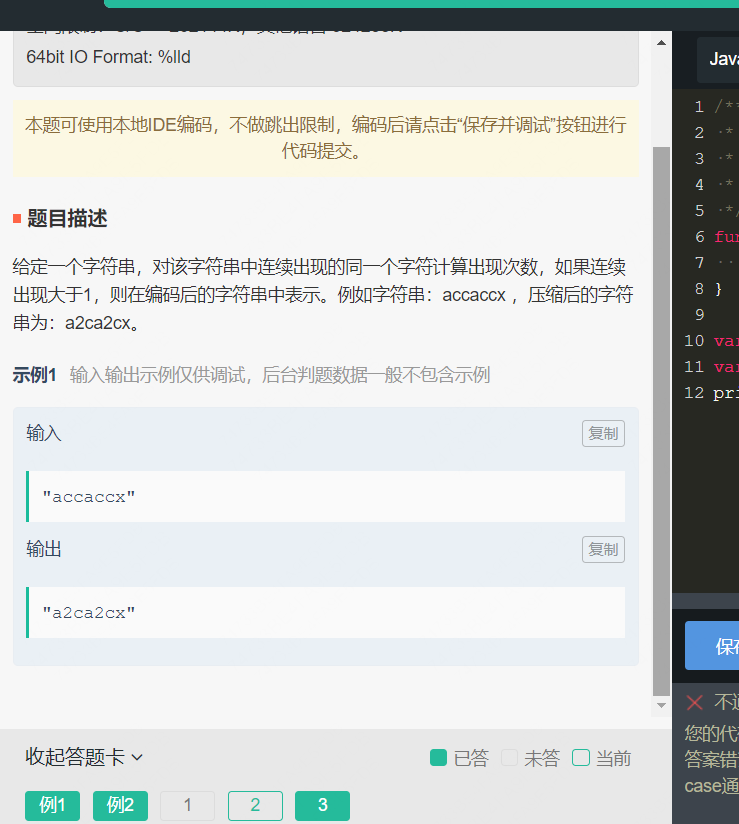 64bit IO Format: %lld
本题可使用本地IDE编码，不做跳出限制，编码后请点击“保存并调试”按钮进行
代码提交。
题目描述
给定一个字符串，对该字符串中连续出现的同一个字符计算出现次数，如果连续
出现大于1，则在编码后的字符串中表示。例如字符串：accaccx ，压缩后的字符
串为：a2ca2cx。
示例1 输入输出示例仅供调试，后台判题数据一般不包含示例
输入 复制
"accaccx"
输出 复制
"a2ca2cx"
收起答题卡 已答 未答 当前
例1 例2 1 2 3
Java
1 /**
2 *
3 *
4 *
5 */
6 fun
7
8 }
9
10 var
11 var
12 pri
保存
不通
您的代
答案错
case通